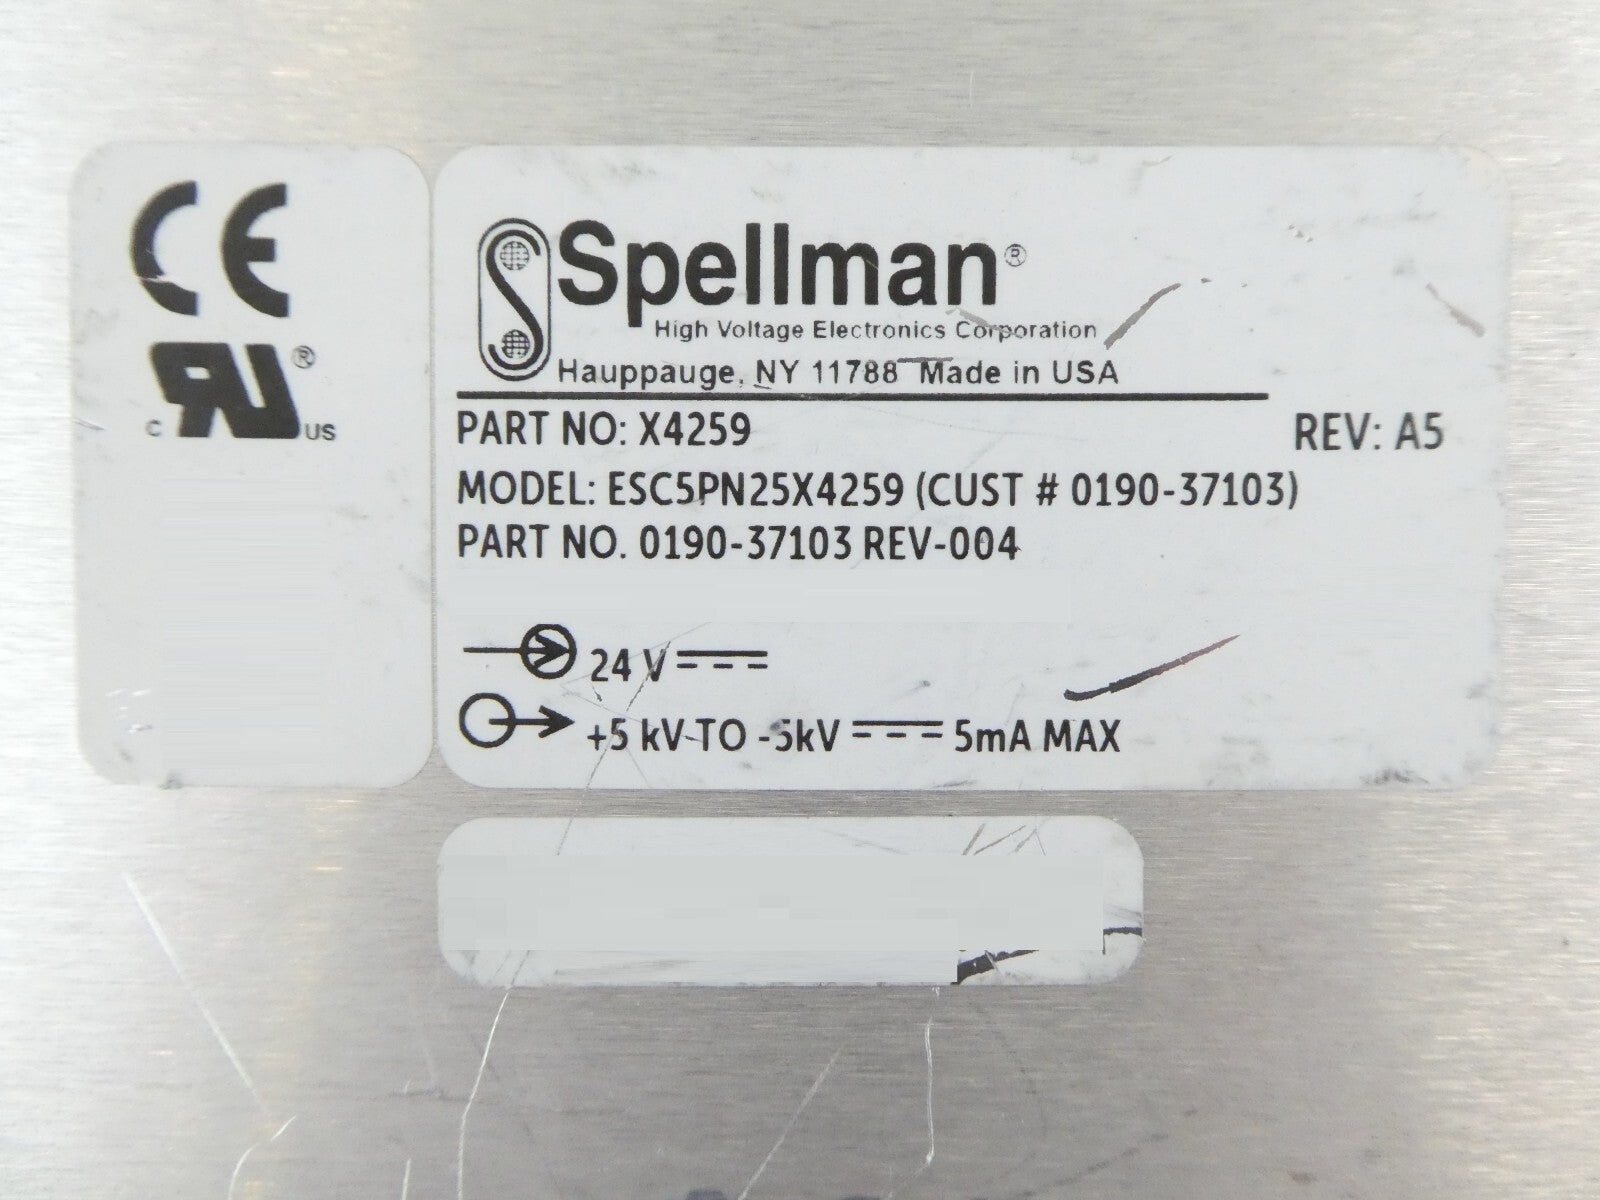 CE
C RU ® US
Spellman®
High Voltage Electronics Corporation
Hauppauge, NY 11788 Made in USA
PART NO: X4259 REV: A5
MODEL: ESC5PN25X4259 (CUST # 0190-37103)
PART NO. 0190-37103 REV-004
24 V
+5 kV TO -5kV 5mA MAX